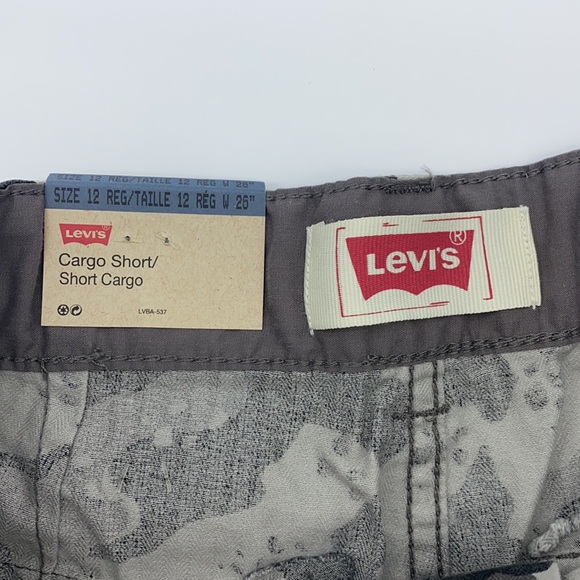 SIZE 12 REG/TAILLE 12 RÉG W 26"
SIZE 12 REG/TAILLE 12 RÉG W 26"
LEVI'S
Cargo Short/
Short Cargo
LVBA-537
LEVI'S®